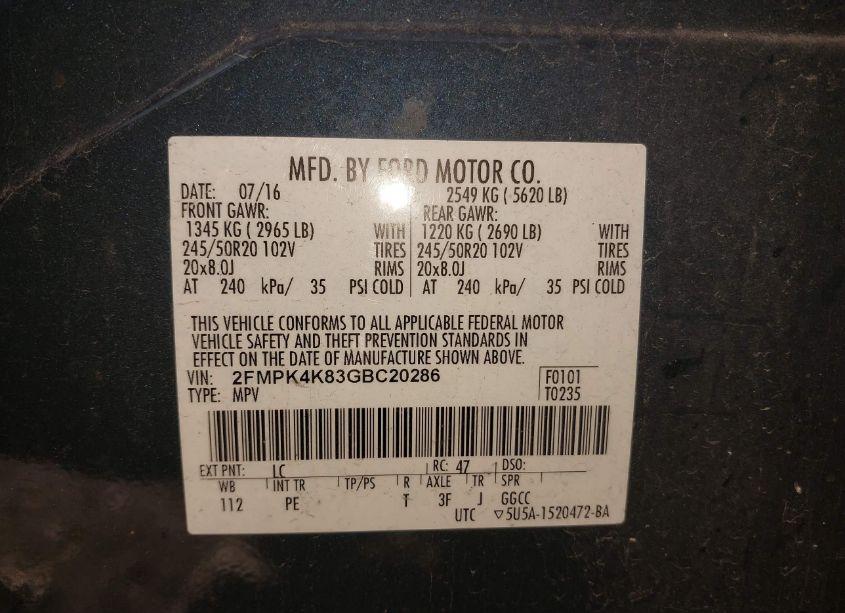 MFD. BY FORD MOTOR CO.
DATE: 07/16 2549 KG ( 5620 LB)
FRONT GAWR: REAR GAWR:
1345 KG ( 2965 LB) WITH 1220 KG ( 2690 LB) WITH
245/50R20 102V TIRES 245/50R20 102V TIRES
20x8.0J RIMS 20x8.0J RIMS
AT 240 kPa/ 35 PSI COLD AT 240 kPa/ 35 PSI COLD
THIS VEHICLE CONFORMS TO ALL APPLICABLE FEDERAL MOTOR
VEHICLE SAFETY AND THEFT PREVENTION STANDARDS IN
EFFECT ON THE DATE OF MANUFACTURE SHOWN ABOVE.
VIN: 2FMPK4K83GBC20286 F0101
TYPE: MPV T0235
EXT PNT: LC RC: 47 DSO:
WB INT TR TP/PS R AXLE TR SPR
112 PE T 3F J GGCC
UTC ▽5U5A-1520472-BA